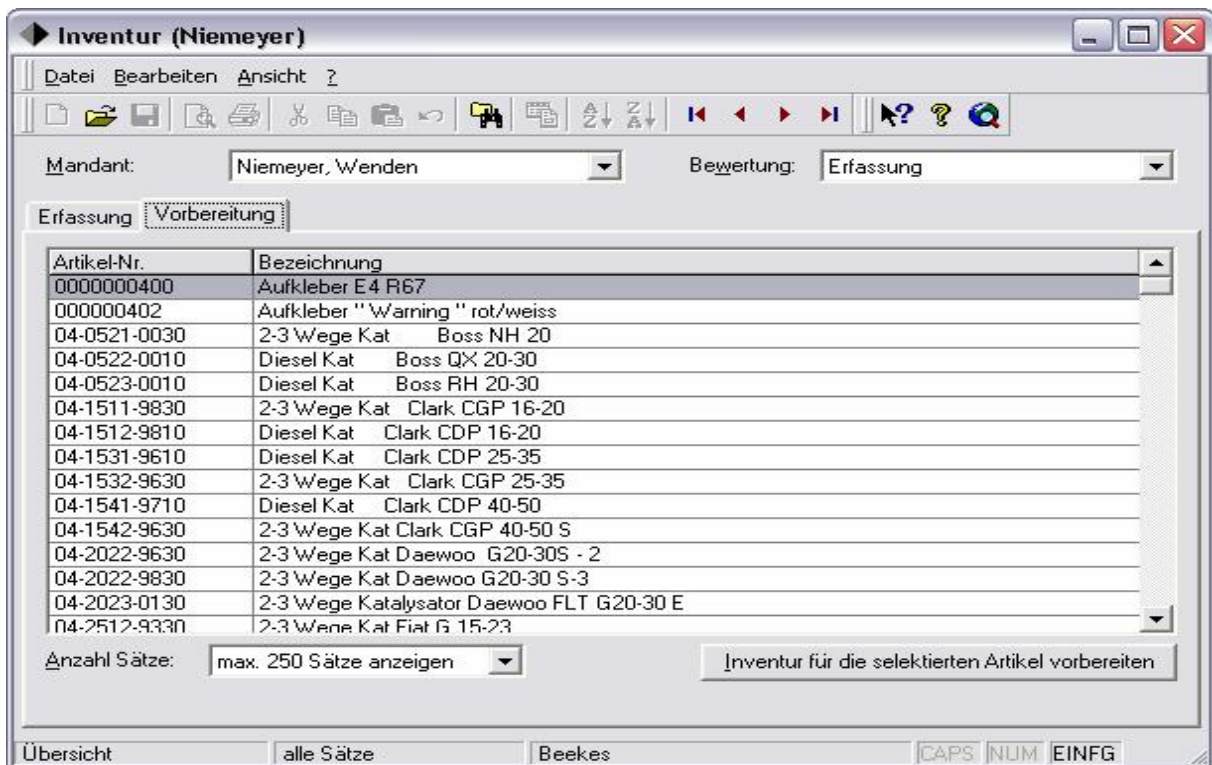 Inventur (Niemeyer)
Datei Bearbeiten Ansicht ?
Mandant: Niemeyer, Wenden Bewertung: Erfassung
Erfassung Vorbereitung
Artikel-Nr. Bezeichnung
0000000400 Aufkleber E4 R67
000000402 Aufkleber " Warning " rot/weiss
04-0521-0030 2-3 Wege Kat Boss NH 20
04-0522-0010 Diesel Kat Boss QX 20-30
04-0523-0010 Diesel Kat Boss RH 20-30
04-1511-9830 2-3 Wege Kat Clark CGP 16-20
04-1512-9810 Diesel Kat Clark CDP 16-20
04-1531-9610 Diesel Kat Clark CDP 25-35
04-1532-9630 2-3 Wege Kat Clark CGP 25-35
04-1541-9710 Diesel Kat Clark CDP 40-50
04-1542-9630 2-3 Wege Kat Clark CGP 40-50 S
04-2022-9630 2-3 Wege Kat Daewoo G20-30S - 2
04-2022-9830 2-3 Wege Kat Daewoo G20-30 S-3
04-2023-0130 2-3 Wege Katalysator Daewoo FLT G20-30 E
04-2512-9330 2-3 Wege Kat Fiat G 15-23
Anzahl Sätze: max. 250 Sätze anzeigen Inventur für die selektierten Artikel vorbereiten
Übersicht alle Sätze Beekes CAPS NUM EINFG